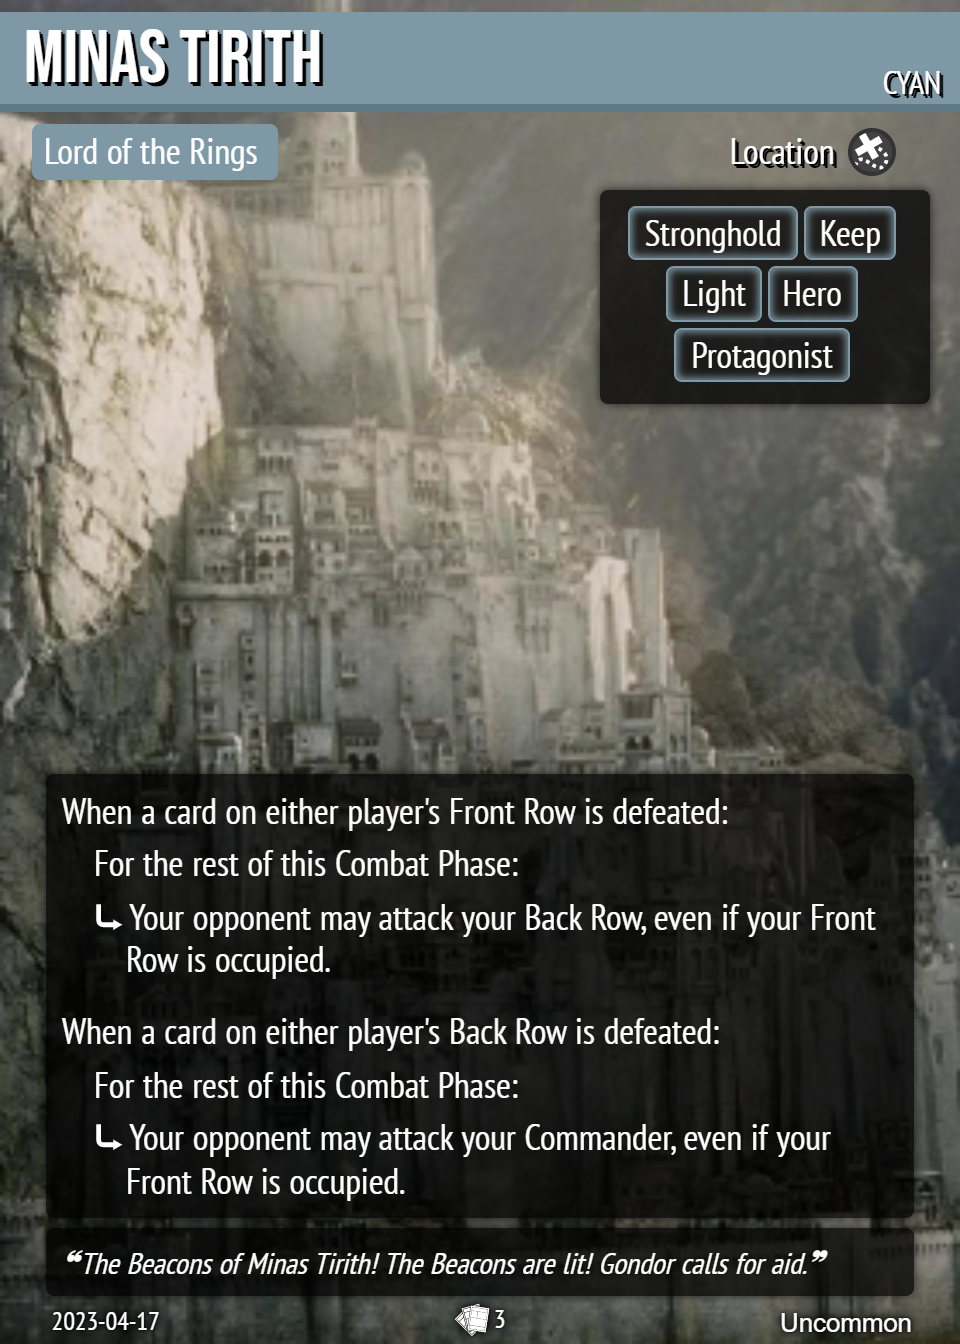 MINAS TIRITH
CYAN
Lord of the Rings
Location
Stronghold Keep
Light Hero
Protagonist
When a card on either player's Front Row is defeated:
For the rest of this Combat Phase:
Your opponent may attack your Back Row, even if your Front
Row is occupied.
When a card on either player's Back Row is defeated:
For the rest of this Combat Phase:
Your opponent may attack your Commander, even if your
Front Row is occupied.
❝The Beacons of Minas Tirith! The Beacons are lit! Gondor calls for aid.❞
2023-04-17
3
Uncommon